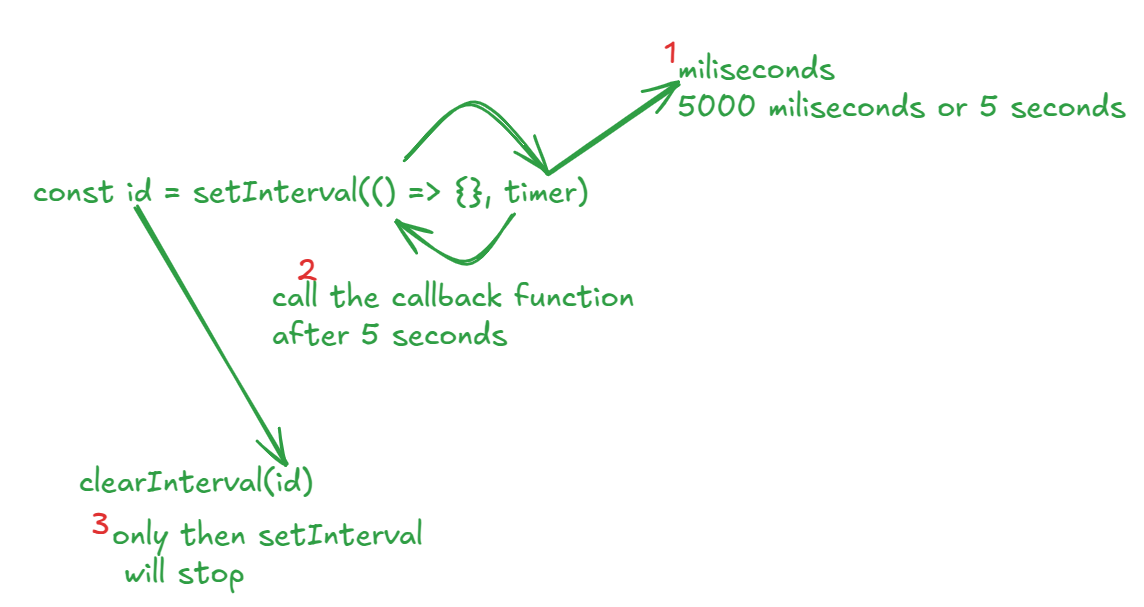 1
miliseconds
5000 miliseconds or 5 seconds
const id = setInterval(() => {}, timer)
2
call the callback function
after 5 seconds
clearInterval(id)
3
only then setInterval
will stop